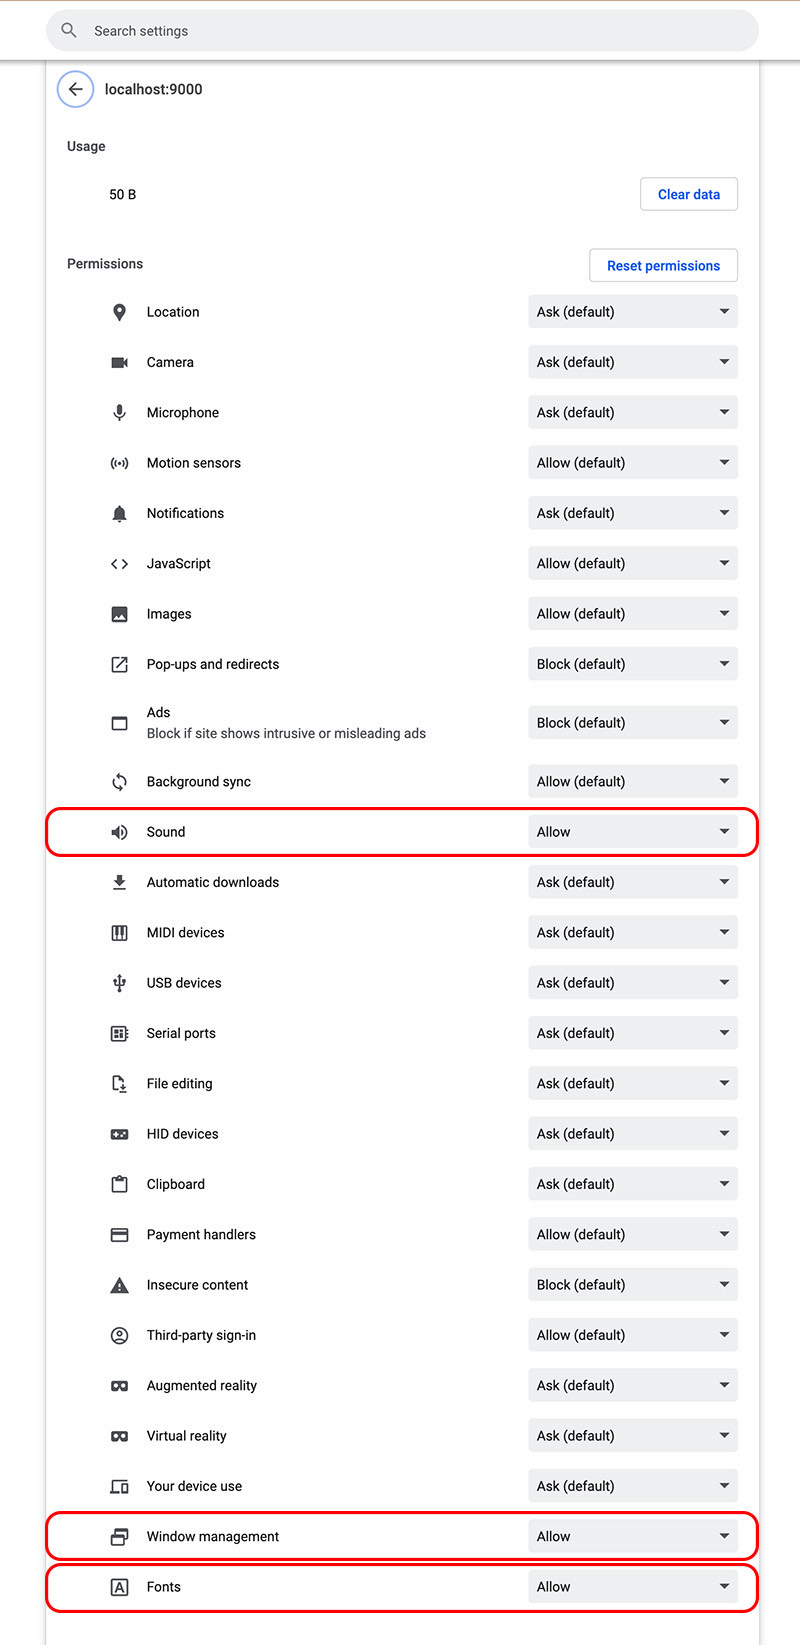 Search settings
localhost:9000
Usage
50 B
Clear data
Permissions
Reset permissions
Location
Ask (default)
Camera
Ask (default)
Microphone
Ask (default)
Motion sensors
Allow (default)
Notifications
Ask (default)
JavaScript
Allow (default)
Images
Allow (default)
Pop-ups and redirects
Block (default)
Ads
Block if site shows intrusive or misleading ads
Block (default)
Background sync
Allow (default)
Sound
Allow
Automatic downloads
Ask (default)
MIDI devices
Ask (default)
USB devices
Ask (default)
Serial ports
Ask (default)
File editing
Ask (default)
HID devices
Ask (default)
Clipboard
Ask (default)
Payment handlers
Allow (default)
Insecure content
Block (default)
Third-party sign-in
Allow (default)
Augmented reality
Ask (default)
Virtual reality
Ask (default)
Your device use
Ask (default)
Window management
Allow
Fonts
Allow